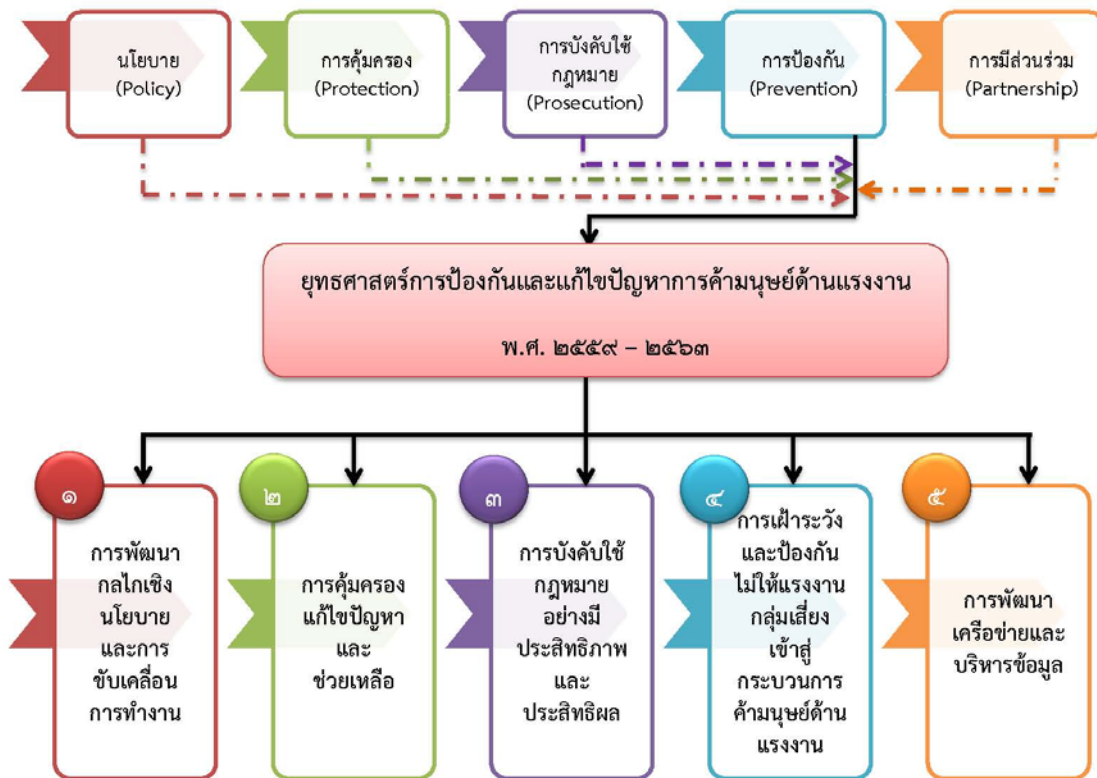 นโยบาย
(Policy)
การคุ้มครอง
(Protection)
การบังคับใช้
กฎหมาย
(Prosecution)
การป้องกัน
(Prevention)
การมีส่วนร่วม
(Partnership)
ยุทธศาสตร์การป้องกันและแก้ไขปัญหาการค้ามนุษย์ด้านแรงงาน
พ.ศ. ๒๕๕๙ – ๒๕๖๓
๑
การพัฒนา
กลไกเชิง
นโยบาย
และการ
ขับเคลื่อน
การทำงาน
๒
การคุ้มครอง
แก้ไขปัญหา
และ
ช่วยเหลือ
๓
การบังคับใช้
กฎหมาย
อย่างมี
ประสิทธิภาพ
และ
ประสิทธิผล
๔
การเฝ้าระวัง
และป้องกัน
ไม่ให้แรงงาน
กลุ่มเสี่ยง
เข้าสู่
กระบวนการ
ค้ามนุษย์ด้าน
แรงงาน
๕
การพัฒนา
เครือข่ายและ
บริหารข้อมูล